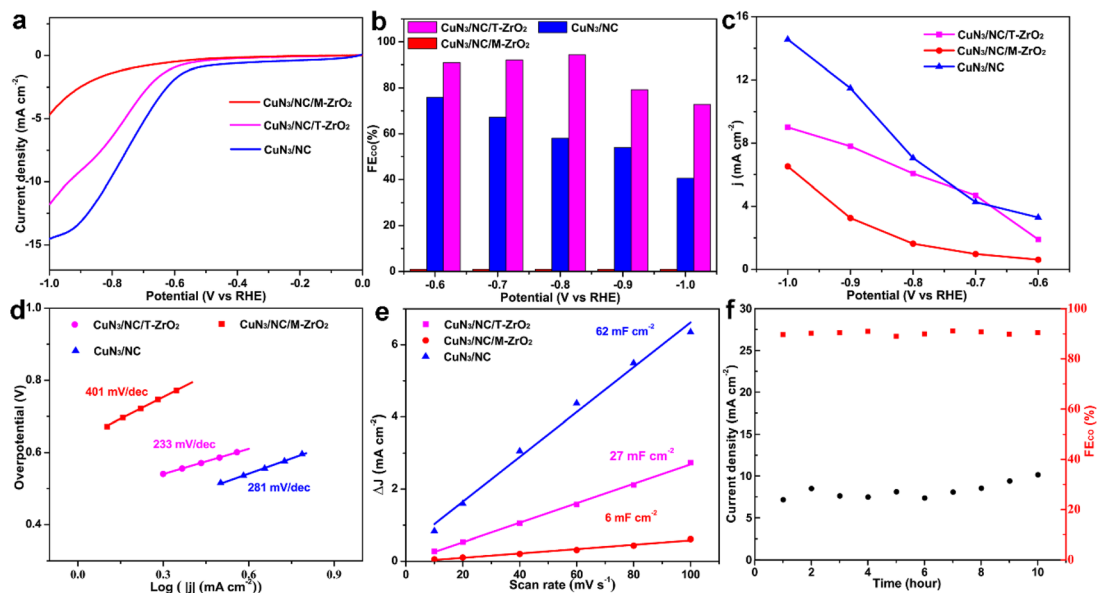 a
Current density (mA cm⁻²)
0
-5
-10
-15
CuN₃/NC/M-ZrO₂
CuN₃/NC/T-ZrO₂
CuN₃/NC
-1.0 -0.8 -0.6 -0.4 -0.2 0.0
Potential (V vs RHE)
b
FEco(%)
100
80
60
40
20
0
CuN₃/NC/T-ZrO₂ CuN₃/NC
CuN₃/NC/M-ZrO₂
-0.6 -0.7 -0.8 -0.9 -1.0
Potential (V vs RHE)
c
j (mA cm⁻²)
16
12
8
4
0
CuN₃/NC/T-ZrO₂
CuN₃/NC/M-ZrO₂
CuN₃/NC
-1.0 -0.9 -0.8 -0.7 -0.6
Potential (V vs RHE)
d
Overpotential (V)
1.0
0.8
0.6
0.4
CuN₃/NC/T-ZrO₂ CuN₃/NC/M-ZrO₂
CuN₃/NC
401 mV/dec
233 mV/dec
281 mV/dec
0.0 0.3 0.6 0.9
Log ( |j| (mA cm⁻²))
e
ΔJ (mA cm⁻²)
6
4
2
0
CuN₃/NC/T-ZrO₂
CuN₃/NC/M-ZrO₂
CuN₃/NC
62 mF cm⁻²
27 mF cm⁻²
6 mF cm⁻²
20 40 60 80 100
Scan rate (mV s⁻¹)
f
Current density (mA cm⁻²)
30
25
20
15
10
5
0
100
80
60
40
20
0
FEco (%)
0 2 4 6 8 10
Time (hour)